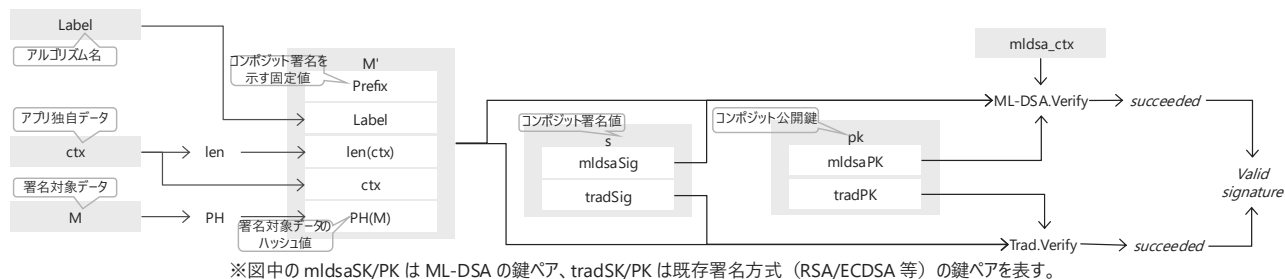 Label
アルゴリズム名
アプリ独自データ
ctx
len
署名対象データ
M
PH
M'
コンポジット署名を
示す固定値
Prefix
Label
len(ctx)
ctx
PH(M)
署名対象データの
ハッシュ値
コンポジット署名値
s
mldsaSig
tradSig
コンポジット公開鍵
pk
mldsaPK
tradPK
mldsa_ctx
ML-DSA.Verify
succeeded
Trad.Verify
succeeded
Valid
signature
※図中の mldsaSK/PK は ML-DSA の鍵ペア、tradSK/PK は既存署名方式（RSA/ECDSA 等）の鍵ペアを表す。